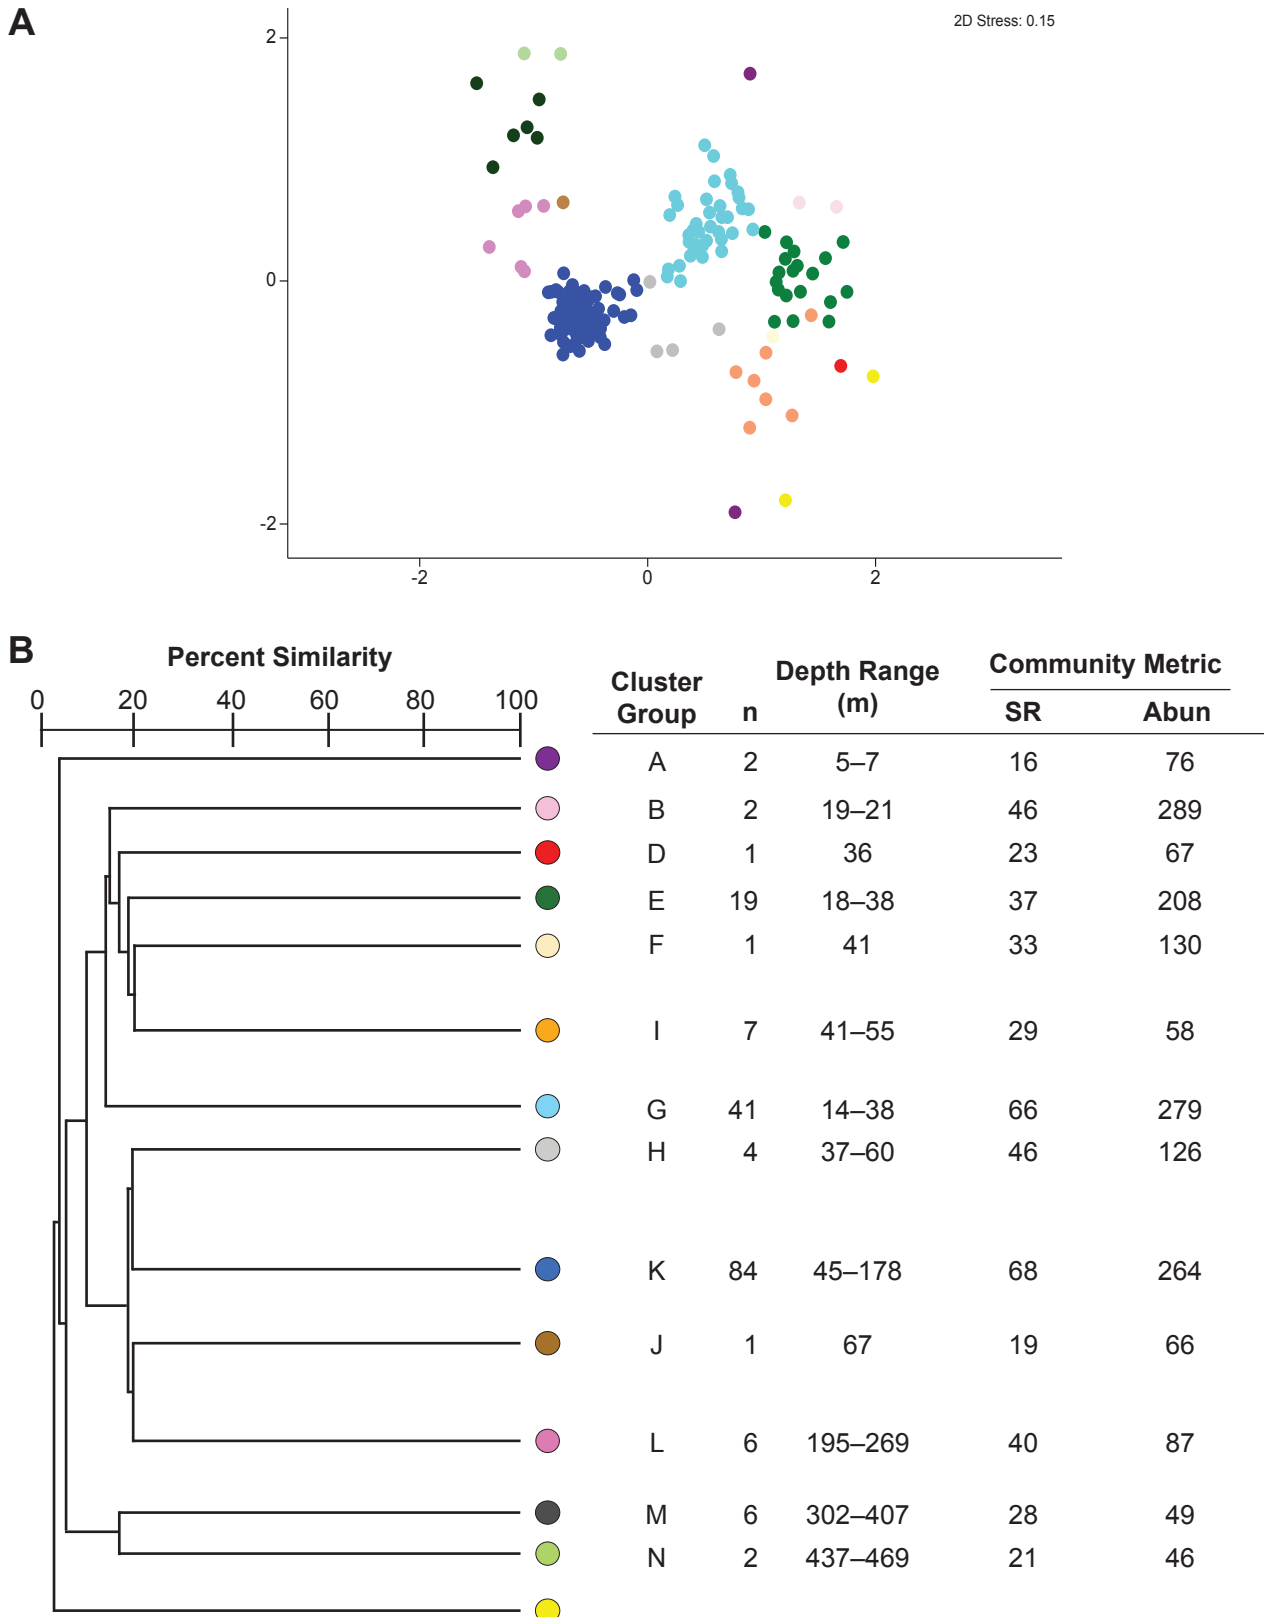 A
2D Stress: 0.15
2
0
-2
-2
0
2
B
Percent Similarity
0 20 40 60 80 100
Cluster Group n Depth Range (m) Community Metric
SR Abun
A 2 5–7 16 76
B 2 19–21 46 289
D 1 36 23 67
E 19 18–38 37 208
F 1 41 33 130
I 7 41–55 29 58
G 41 14–38 66 279
H 4 37–60 46 126
K 84 45–178 68 264
J 1 67 19 66
L 6 195–269 40 87
M 6 302–407 28 49
N 2 437–469 21 46